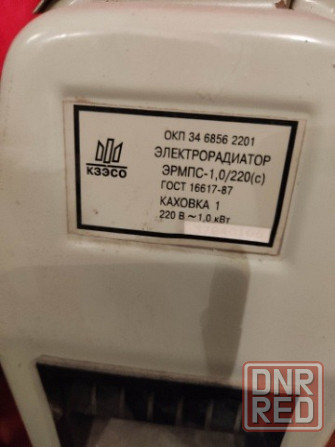 ОКП 34 6856 2201
ЭЛЕКТРОРАДИАТОР
ЭРМПС-1,0/220(с)
ГОСТ 16617-87
КАХОВКА 1
220 В ~ 1,0 кВт
КЗЭСО
DNR
RED